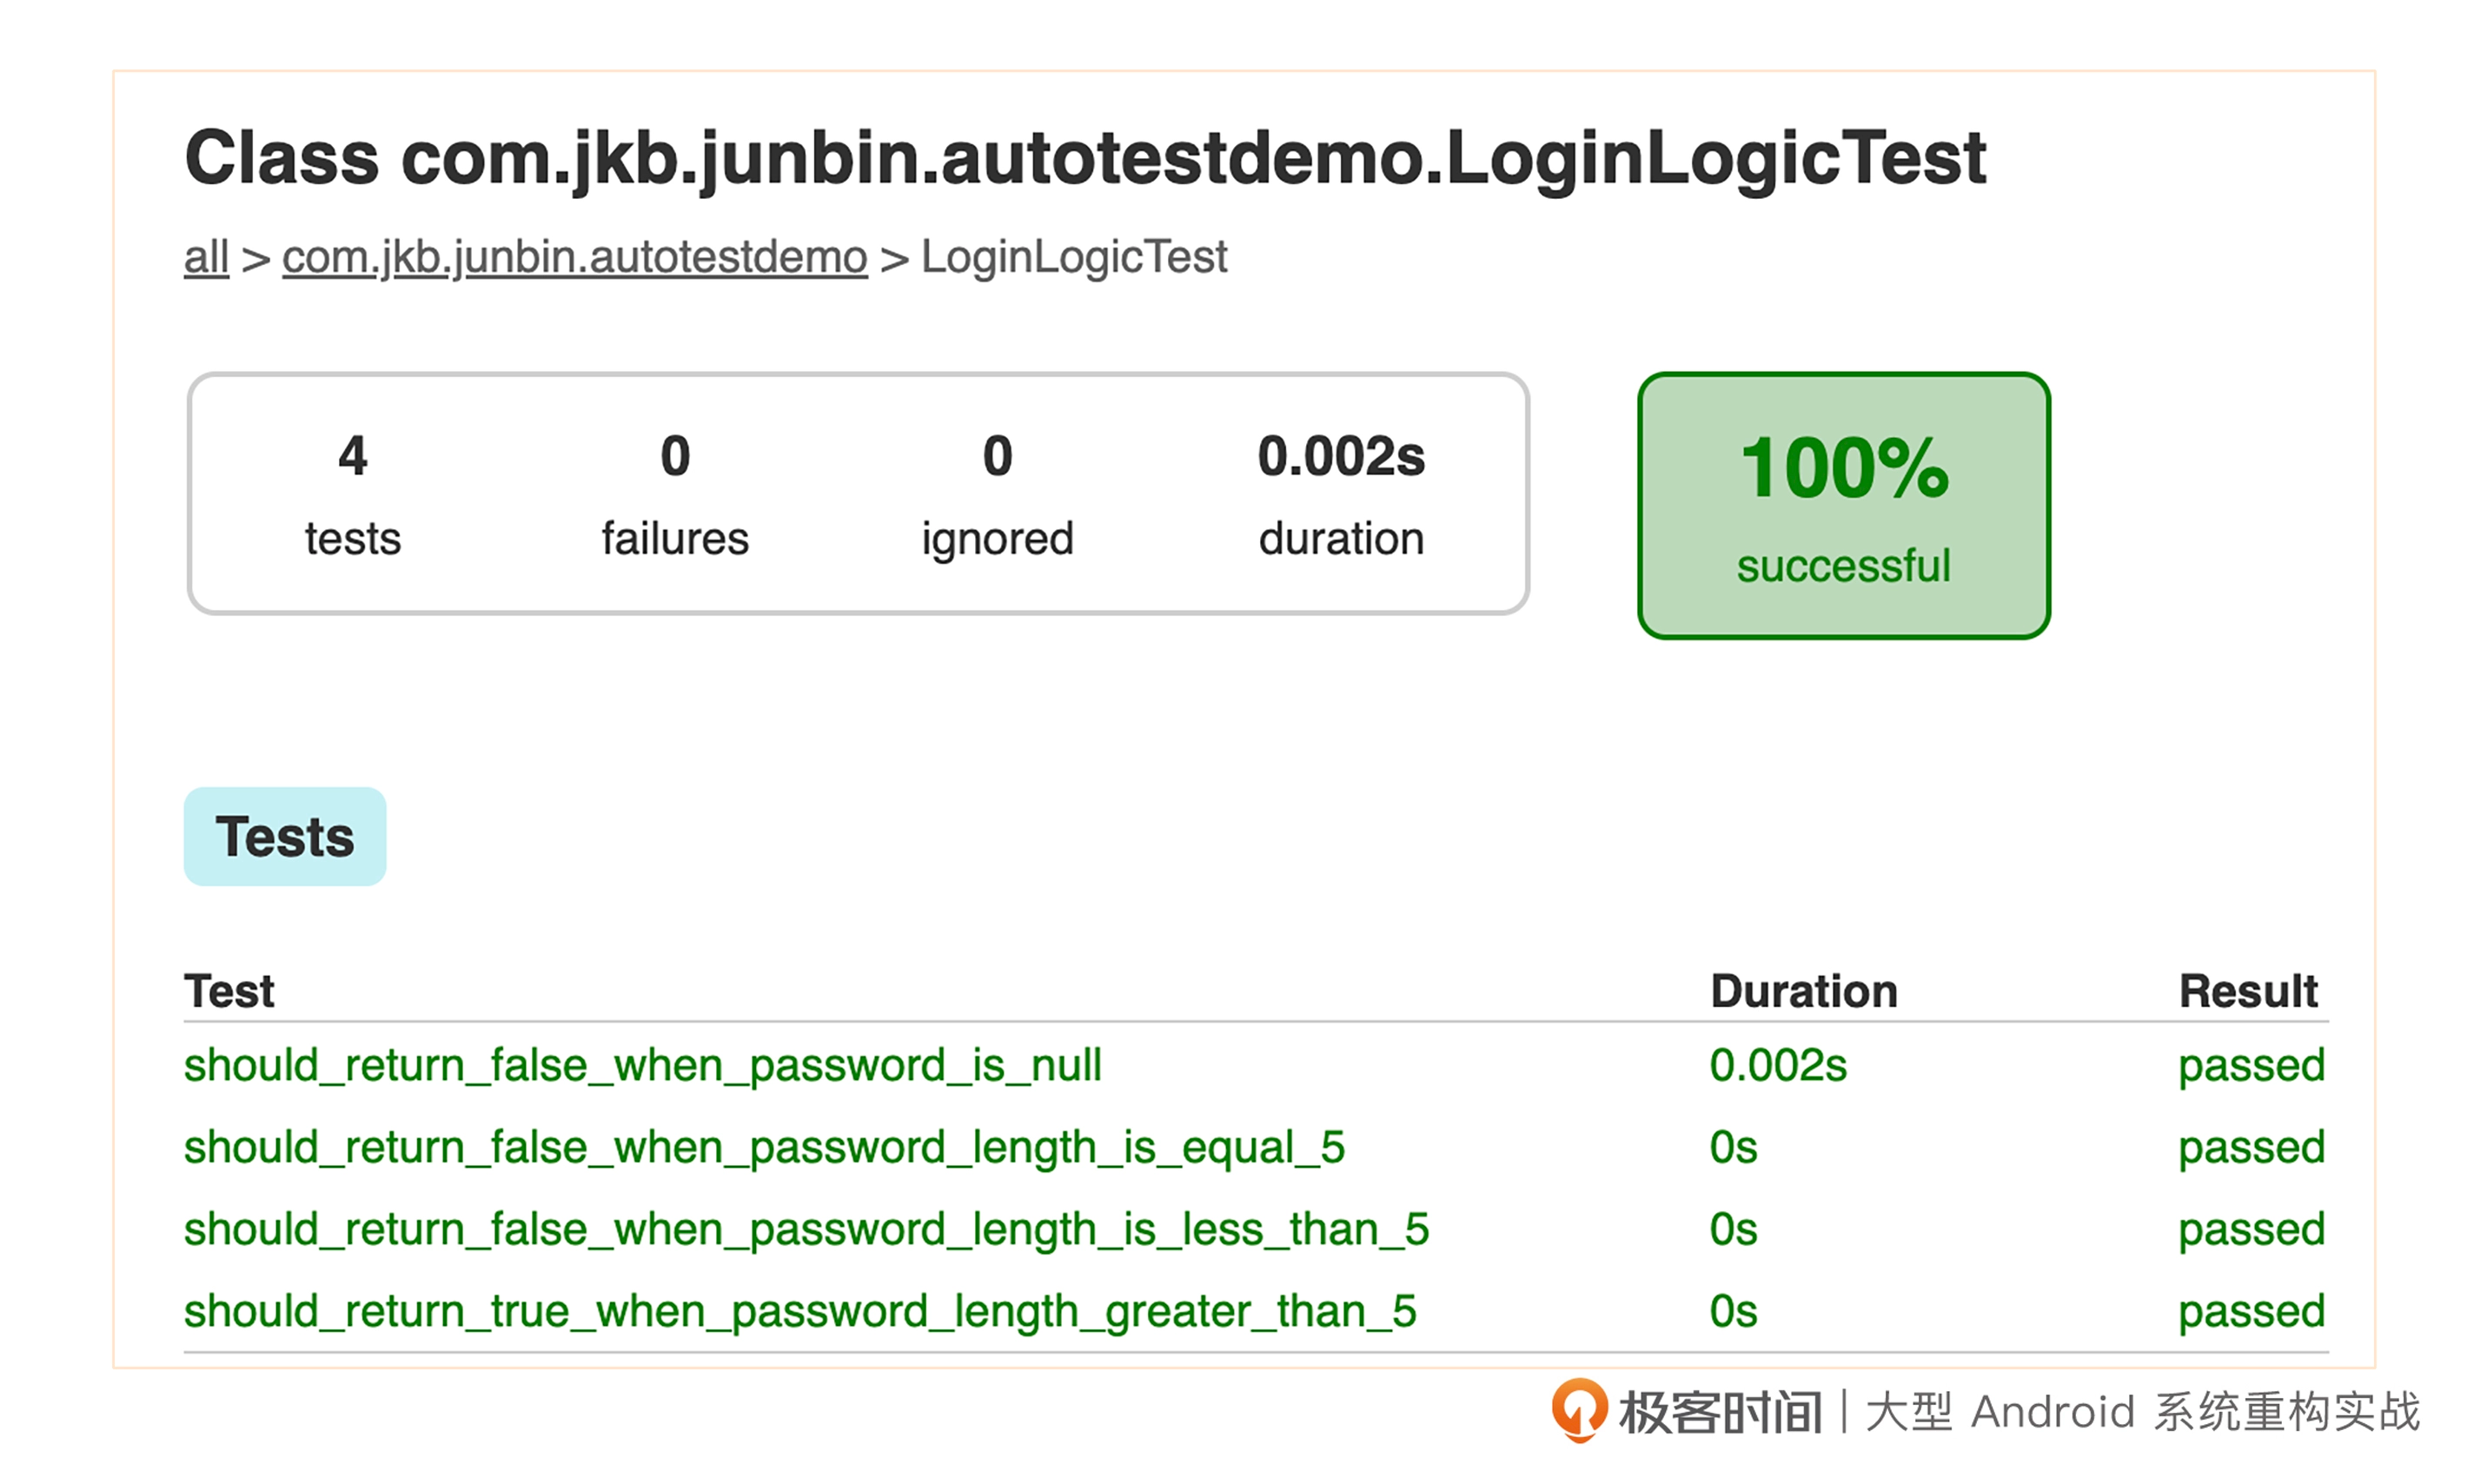 Class com.jkb.junbin.autotestdemo.LoginLogicTest
all > com.jkb.junbin.autotestdemo > LoginLogicTest
4 0 0 0.002s
tests failures ignored duration
100%
successful
Tests
Test Duration Result
should_return_false_when_password_is_null 0.002s passed
should_return_false_when_password_length_is_equal_5 0s passed
should_return_false_when_password_length_is_less_than_5 0s passed
should_return_true_when_password_length_greater_than_5 0s passed
极客时间 | 大型 Android 系统重构实战